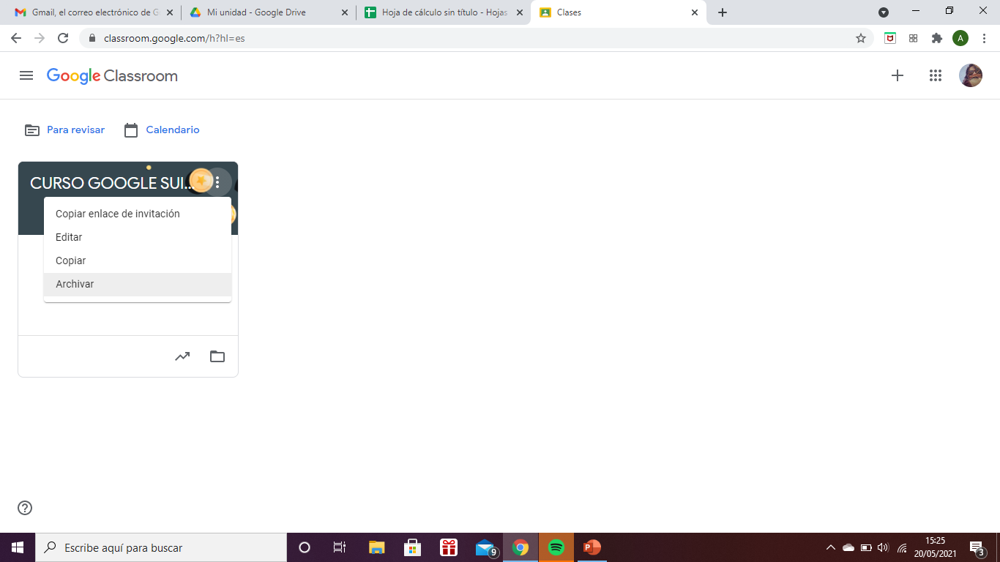 Gmail, el correo electrónico de G
Mi unidad - Google Drive
Hoja de cálculo sin título - Hojas
Clases
classroom.google.com/h?hl=es
A
Google Classroom
Para revisar
Calendario
CURSO GOOGLE SUI...
Copiar enlace de invitación
Editar
Copiar
Archivar
Escribe aquí para buscar
9
P
15:25
20/05/2021
3